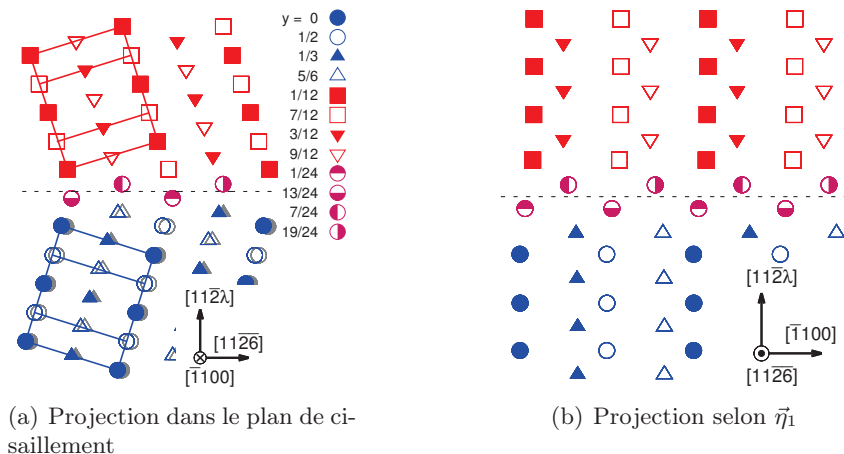 y = 0
1/2
1/3
5/6
1/12
7/12
3/12
9/12
1/24
13/24
7/24
19/24
[112̅λ]
[112̅6̅]
[1̅100]
[112̅λ]
[1̅100]
[112̅6̅]
(a) Projection dans le plan de ci-
saillement
(b) Projection selon η⃗₁